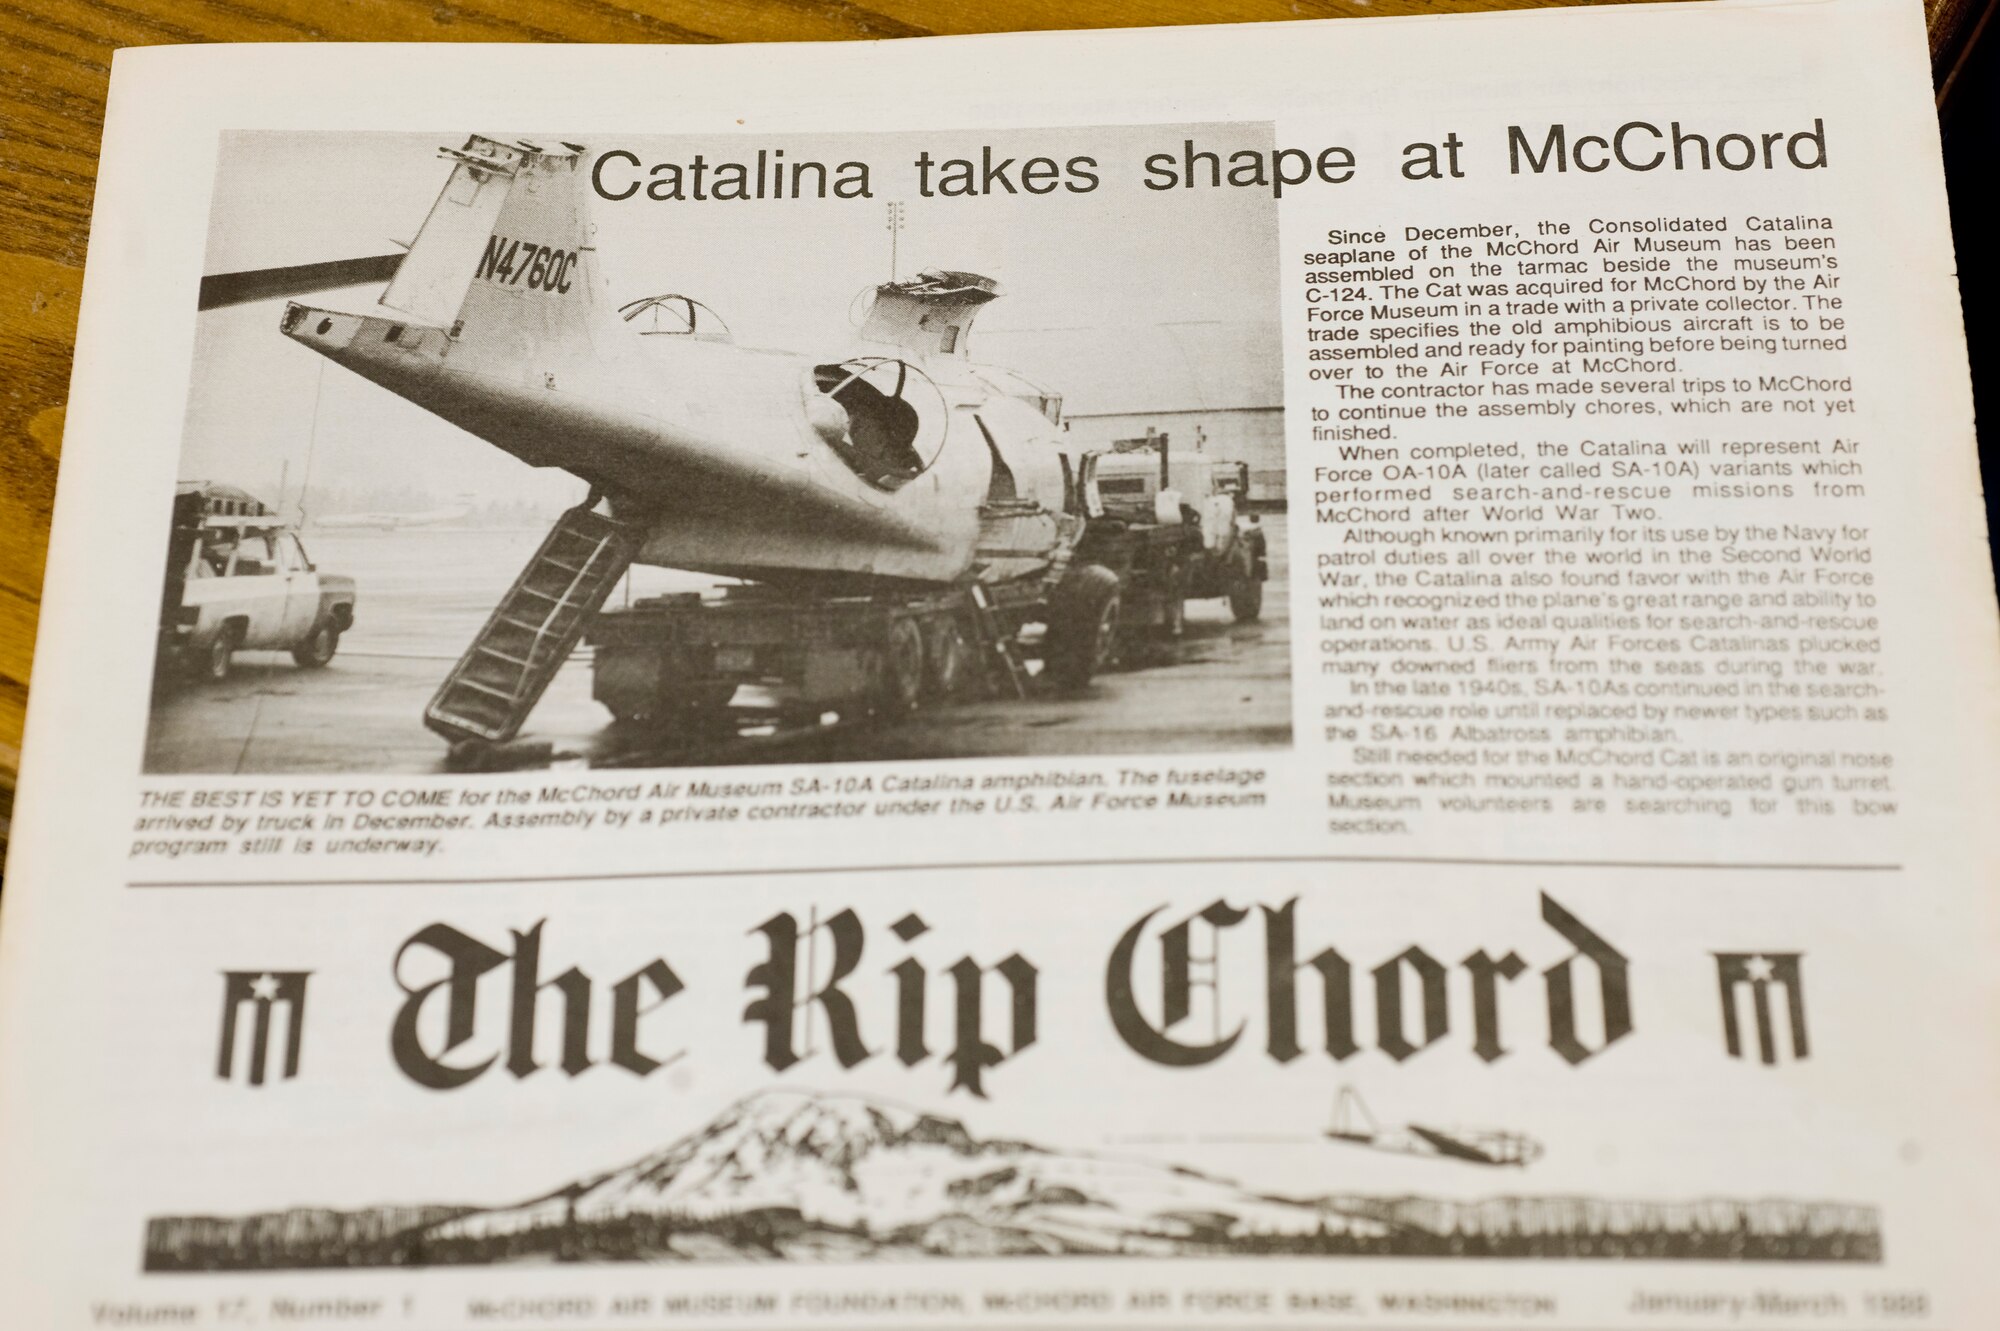 Catalina takes shape at McChord
N4760C
Since December, the Consolidated Catalina
seaplane of the McChord Air Museum has been
assembled on the tarmac beside the museum's
C-124. The Cat was acquired for McChord by the Air
Force Museum in a trade with a private collector. The
trade specifies the old amphibious aircraft is to be
assembled and ready for painting before being turned
over to the Air Force at McChord.
The contractor has made several trips to McChord
to continue the assembly chores, which are not yet
finished.
When completed, the Catalina will represent Air
Force OA-10A (later called SA-10A) variants which
performed search-and-rescue missions from
McChord after World War Two.
Although known primarily for its use by the Navy for
patrol duties all over the world in the Second World
War, the Catalina also found favor with the Air Force
which recognized the plane's great range and ability to
land on water as ideal qualities for search-and-rescue
operations. U.S. Army Air Forces Catalinas plucked
many downed fliers from the seas during the war.
In the late 1940s, SA-10As continued in the search-
and-rescue role until replaced by newer types such as
the SA-16 Albatross amphibian.
Still needed for the McChord Cat is an original nose
section which mounted a hand-operated gun turret.
Museum volunteers are searching for this bow
section.
THE BEST IS YET TO COME for the McChord Air Museum SA-10A Catalina amphibian. The fuselage
arrived by truck in December. Assembly by a private contractor under the U.S. Air Force Museum
program still is underway.
The Rip Chord
Volume 17, Number 1 McCHORD AIR MUSEUM FOUNDATION, McCHORD AIR FORCE BASE, WASHINGTON January-March